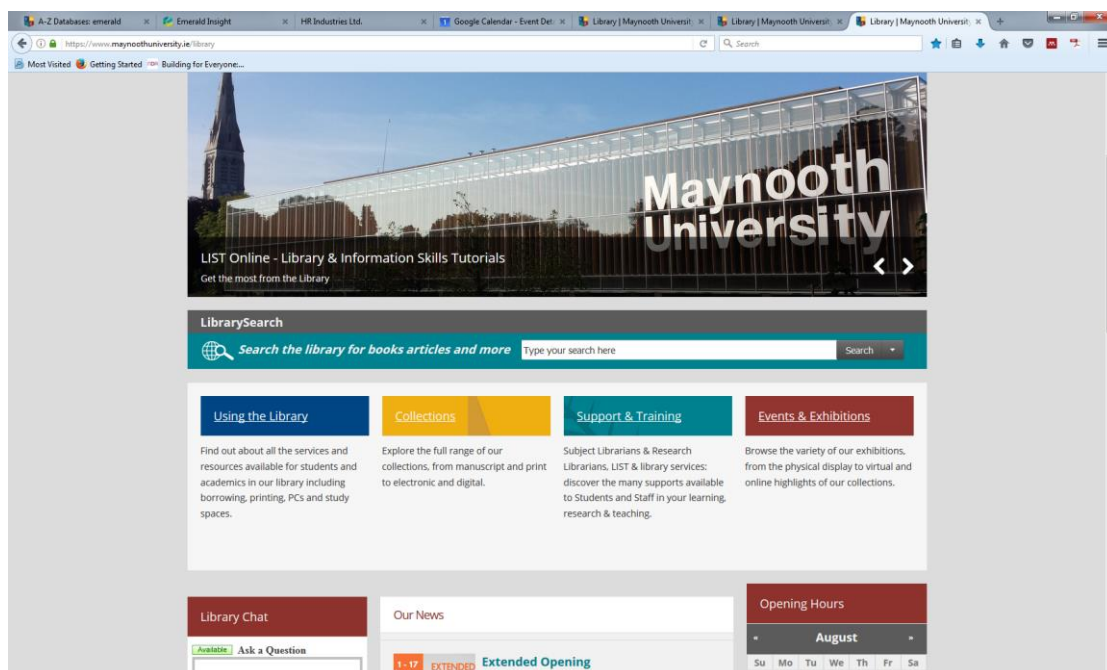 A-Z Databases: emerald
Emerald Insight
HR Industries Ltd.
Google Calendar - Event Det
Library | Maynooth Universit
Library | Maynooth Universit
Library | Maynooth Universit
https://www.maynoothuniversity.ie/library
Search
Most Visited
Getting Started
Building for Everyone:...
Maynooth
University
LIST Online - Library & Information Skills Tutorials
Get the most from the Library
LibrarySearch
Search the library for books articles and more
Type your search here
Search
Using the Library
Find out about all the services and
resources available for students and
academics in our library including
borrowing, printing, PCs and study
spaces.
Collections
Explore the full range of our
collections, from manuscript and print
to electronic and digital.
Support & Training
Subject Librarians & Research
Librarians, LIST & library services:
discover the many supports available
to Students and Staff in your learning,
research & teaching.
Events & Exhibitions
Browse the variety of our exhibitions,
from the physical display to virtual and
online highlights of our collections.
Library Chat
Available Ask a Question
Our News
1 - 17 EXTENDED Extended Opening
Opening Hours
« August »
Su Mo Tu We Th Fr Sa